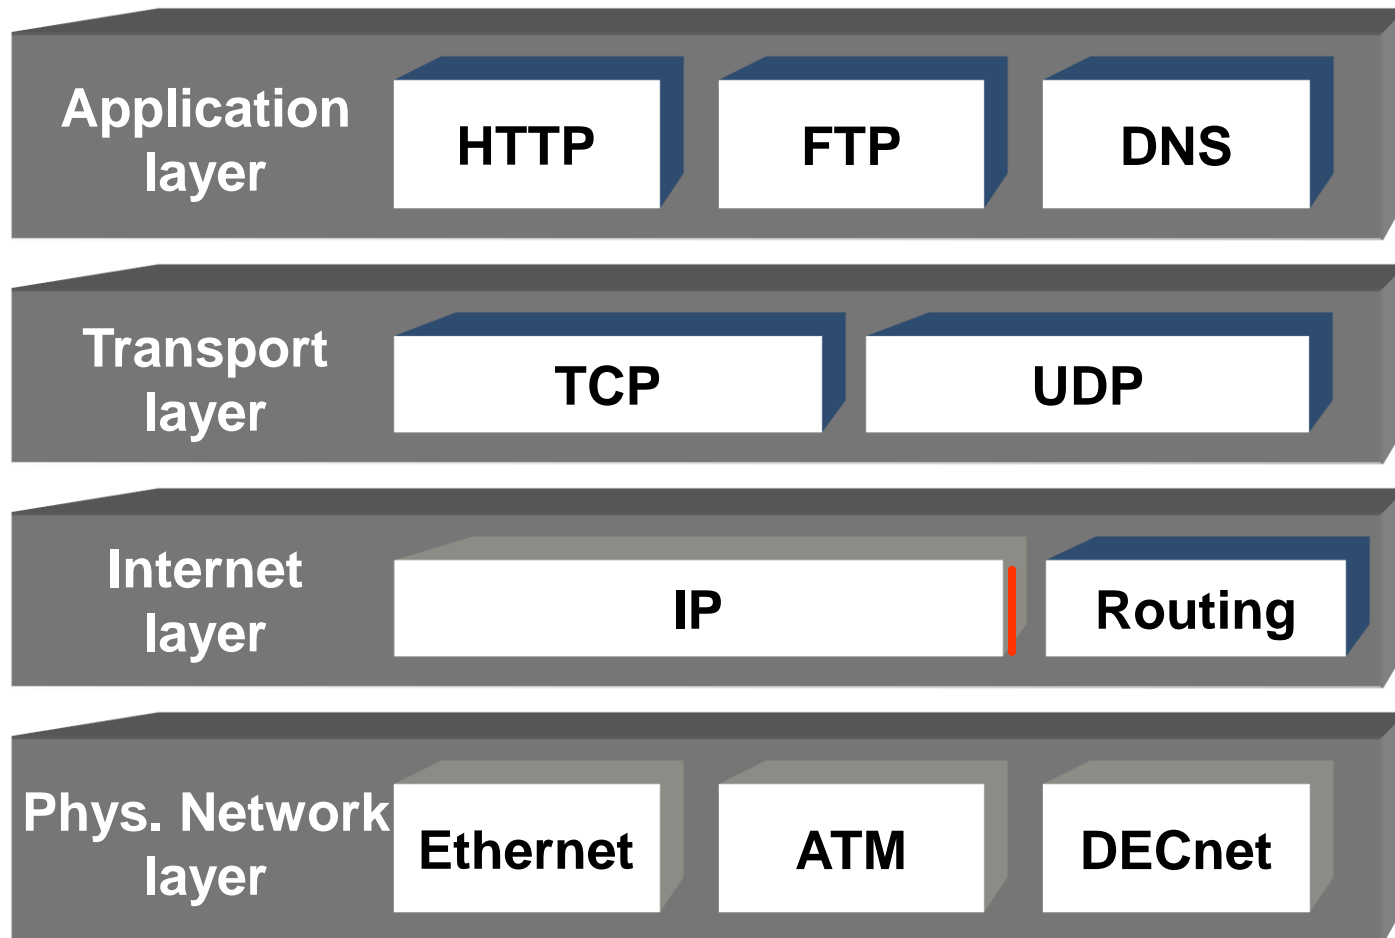 Application
layer
HTTP
FTP
DNS
Transport
layer
TCP
UDP
Internet
layer
IP
Routing
Phys. Network
layer
Ethernet
ATM
DECnet